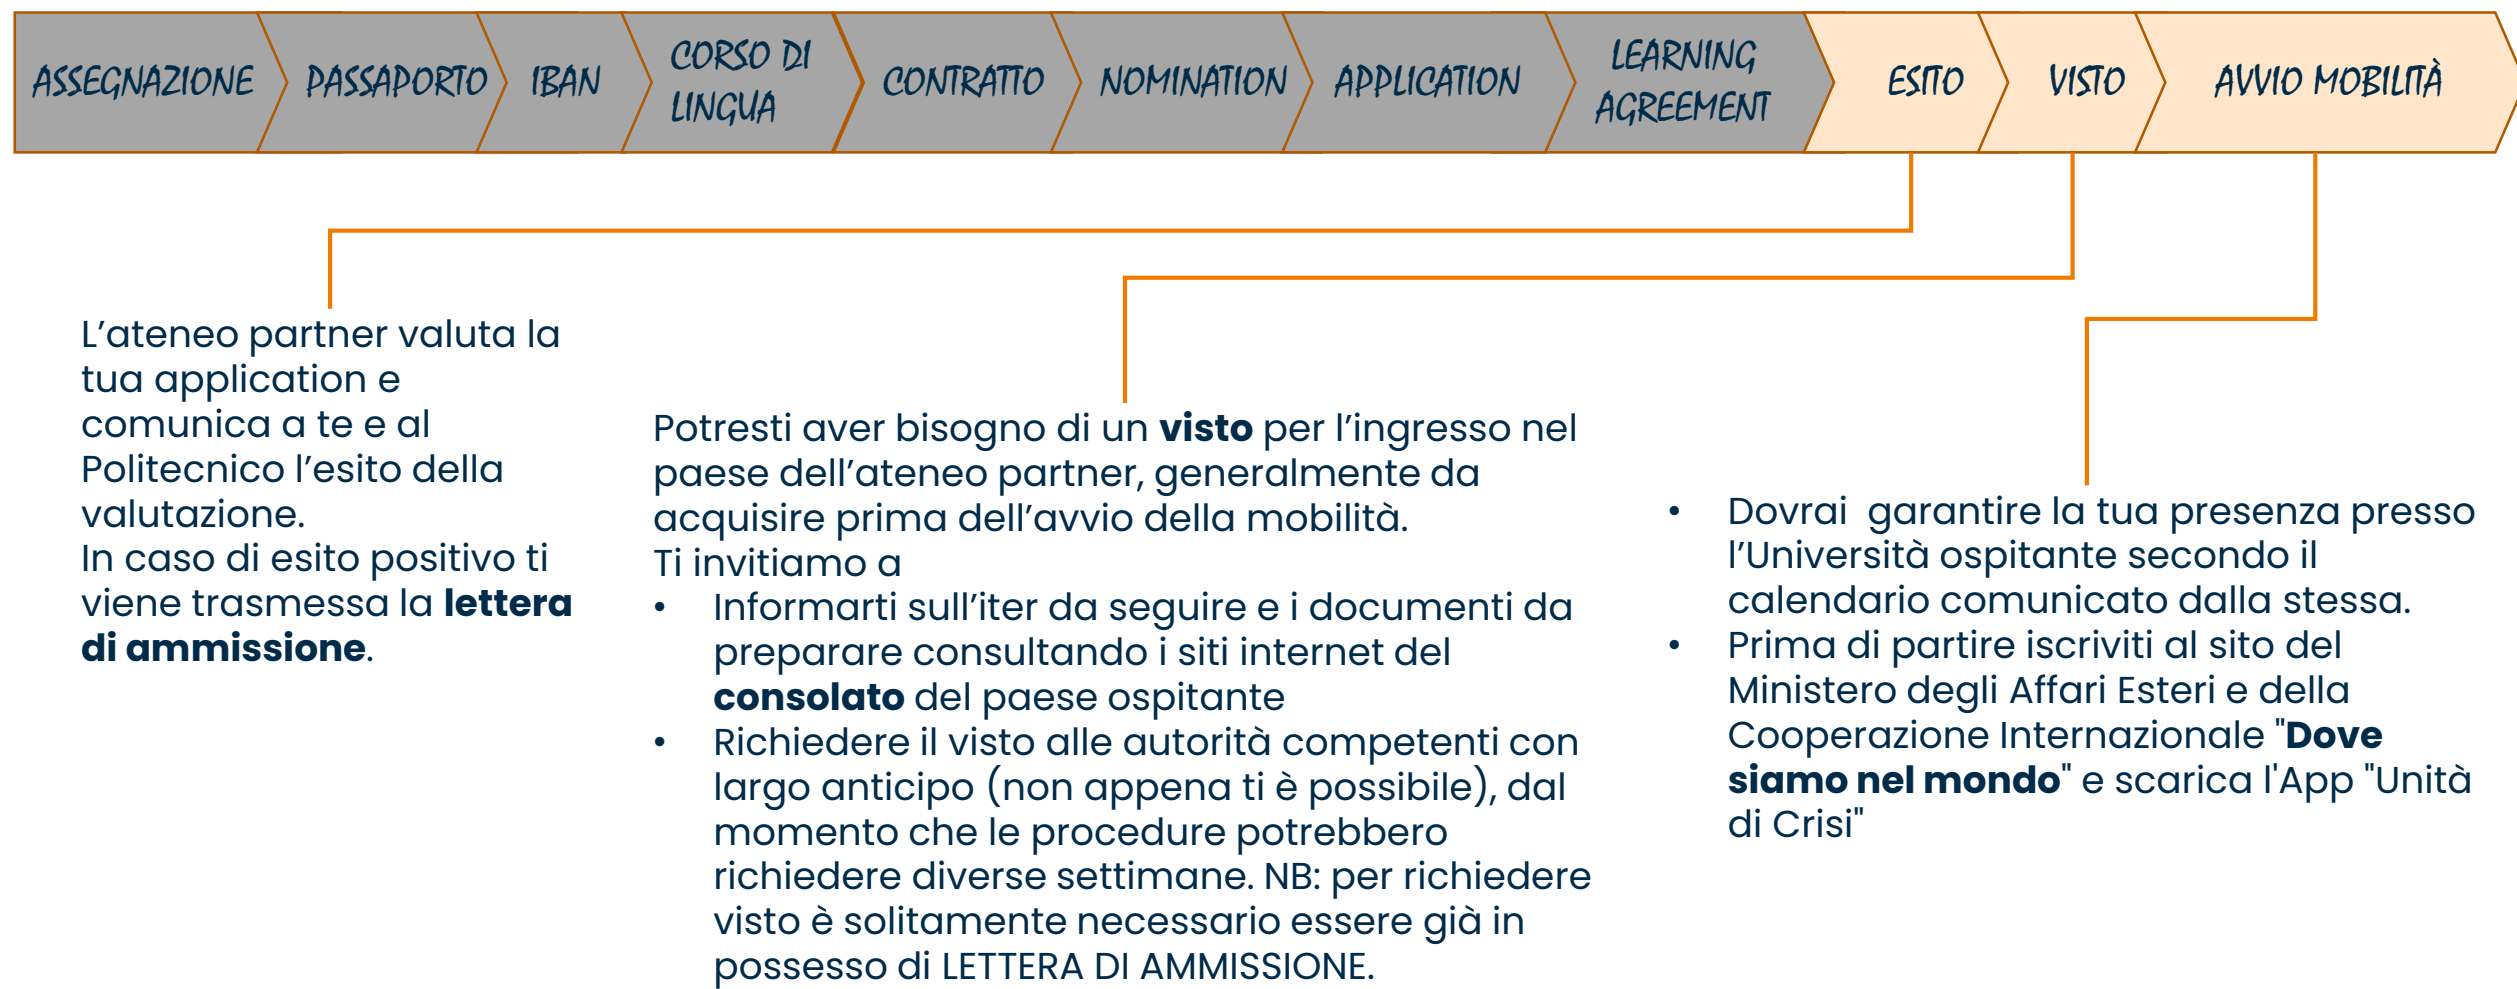 ASSEGNAZIONE
PASSAPORTO
IBAN
CORSO DI
LINGUA
CONTRATTO
NOMINATION
APPLICATION
LEARNING
AGREEMENT
ESITO
VISTO
AVVIO MOBILITÀ
L’ateneo partner valuta la
tua application e
comunica a te e al
Politecnico l’esito della
valutazione.
In caso di esito positivo ti
viene trasmessa la lettera
di ammissione.
Potresti aver bisogno di un visto per l’ingresso nel
paese dell’ateneo partner, generalmente da
acquisire prima dell’avvio della mobilità.
Ti invitiamo a
• Informarti sull’iter da seguire e i documenti da
preparare consultando i siti internet del
consolato del paese ospitante
• Richiedere il visto alle autorità competenti con
largo anticipo (non appena ti è possibile), dal
momento che le procedure potrebbero
richiedere diverse settimane. NB: per richiedere
visto è solitamente necessario essere già in
possesso di LETTERA DI AMMISSIONE.
• Dovrai garantire la tua presenza presso
l’Università ospitante secondo il
calendario comunicato dalla stessa.
• Prima di partire iscriviti al sito del
Ministero degli Affari Esteri e della
Cooperazione Internazionale "Dove
siamo nel mondo" e scarica l'App "Unità
di Crisi"